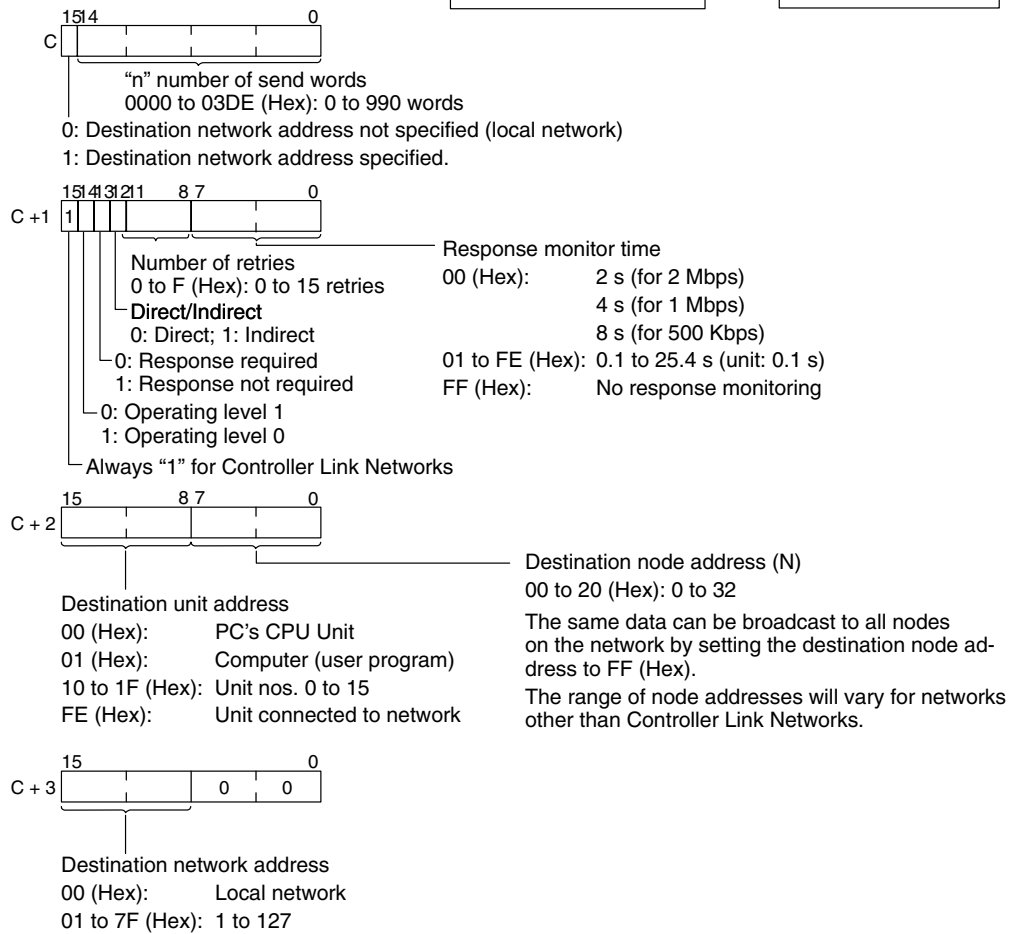 1514 0
C
“n” number of send words
0000 to 03DE (Hex): 0 to 990 words
0: Destination network address not specified (local network)
1: Destination network address specified.
1514131211 8 7 0
C +1 1
Number of retries
0 to F (Hex): 0 to 15 retries
Direct/Indirect
0: Direct; 1: Indirect
0: Response required
1: Response not required
0: Operating level 1
1: Operating level 0
Always “1” for Controller Link Networks
Response monitor time
00 (Hex): 2 s (for 2 Mbps)
4 s (for 1 Mbps)
8 s (for 500 Kbps)
01 to FE (Hex): 0.1 to 25.4 s (unit: 0.1 s)
FF (Hex): No response monitoring
15 8 7 0
C + 2
Destination unit address
00 (Hex): PC's CPU Unit
01 (Hex): Computer (user program)
10 to 1F (Hex): Unit nos. 0 to 15
FE (Hex): Unit connected to network
Destination node address (N)
00 to 20 (Hex): 0 to 32
The same data can be broadcast to all nodes
on the network by setting the destination node ad-
dress to FF (Hex).
The range of node addresses will vary for networks
other than Controller Link Networks.
15 0
C + 3 0 0
Destination network address
00 (Hex): Local network
01 to 7F (Hex): 1 to 127